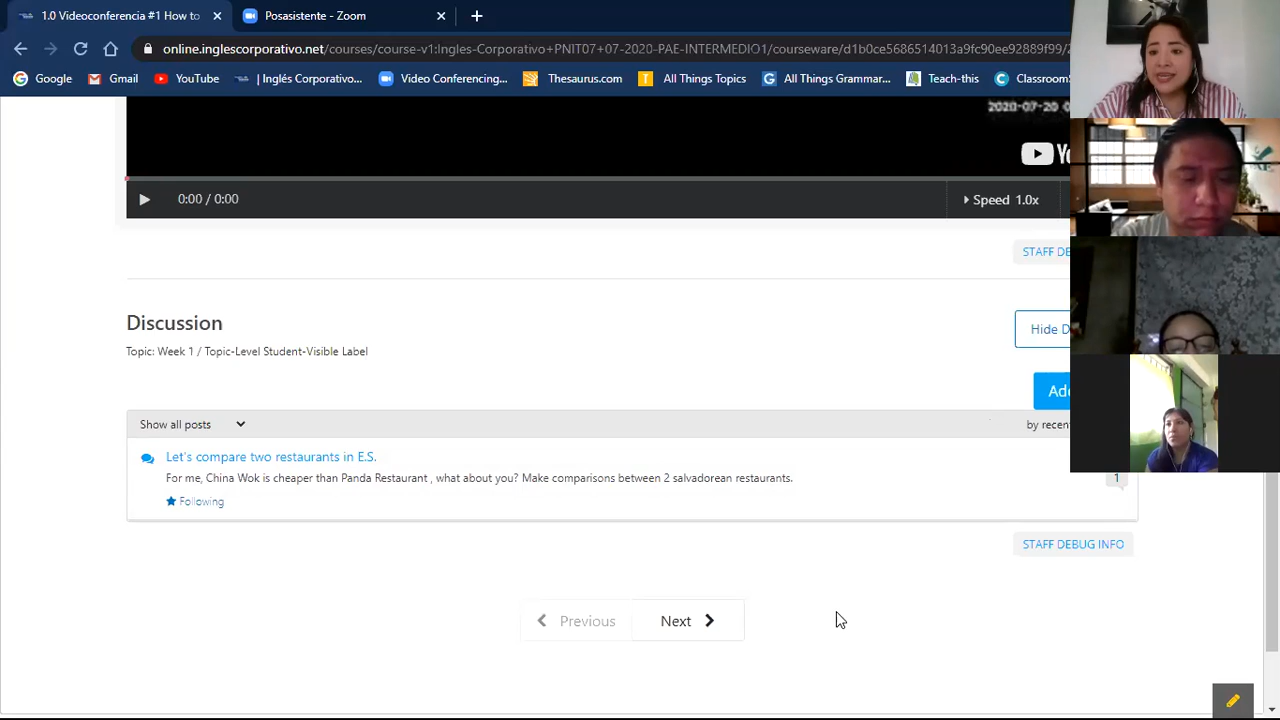 1.0 Videoconferencia #1 How to
Posasistente - Zoom
online.inglescorporativo.net/courses/course-v1:Ingles-Corporativo+PNIT07+07-2020-PAE-INTERMEDIO1/courseware/d1b0ce5686514013a9fc90ee92889f99/2
Google Gmail YouTube | Inglés Corporativo... Video Conferencing... Thesaurus.com All Things Topics All Things Grammar... Teach-this ClassroomS
2020-07-20 0
Yo
0:00 / 0:00
Speed 1.0x
STAFF DE
Discussion
Hide D
Topic: Week 1 / Topic-Level Student-Visible Label
Add
Show all posts
by recen
Let's compare two restaurants in E.S.
For me, China Wok is cheaper than Panda Restaurant , what about you? Make comparisons between 2 salvadorean restaurants.
1
Following
STAFF DEBUG INFO
Previous
Next